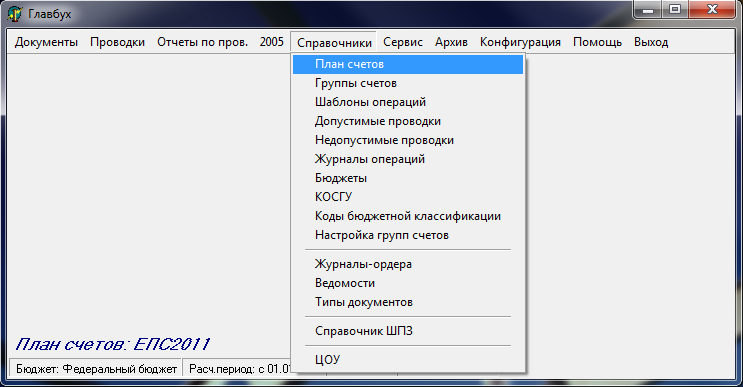 Главбух
Документы Проводки Отчеты по пров. 2005 Справочники Сервис Архив Конфигурация Помощь Выход
План счетов
Группы счетов
Шаблоны операций
Допустимые проводки
Недопустимые проводки
Журналы операций
Бюджеты
КОСГУ
Коды бюджетной классификации
Настройка групп счетов
Журналы-ордера
Ведомости
Типы документов
Справочник ШПЗ
ЦОУ
План счетов: ЕПС2011
Бюджет: Федеральный бюджет Расч.период: с 01.0